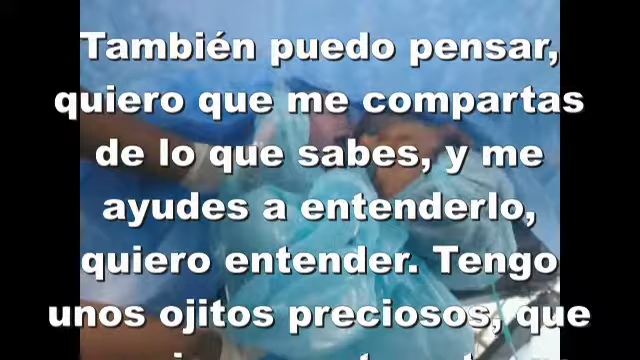 También puedo pensar,
quiero que me compartas
de lo que sabes, y me
ayudes a entenderlo,
quiero entender. Tengo
unos ojitos preciosos, que